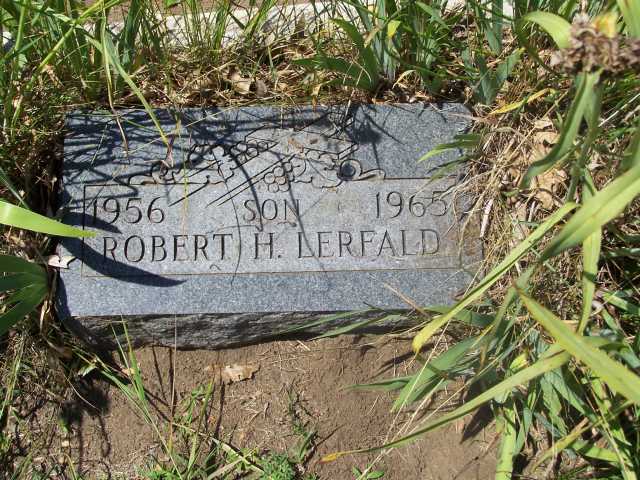 1956 SON 1965
ROBERT H. LERFALD